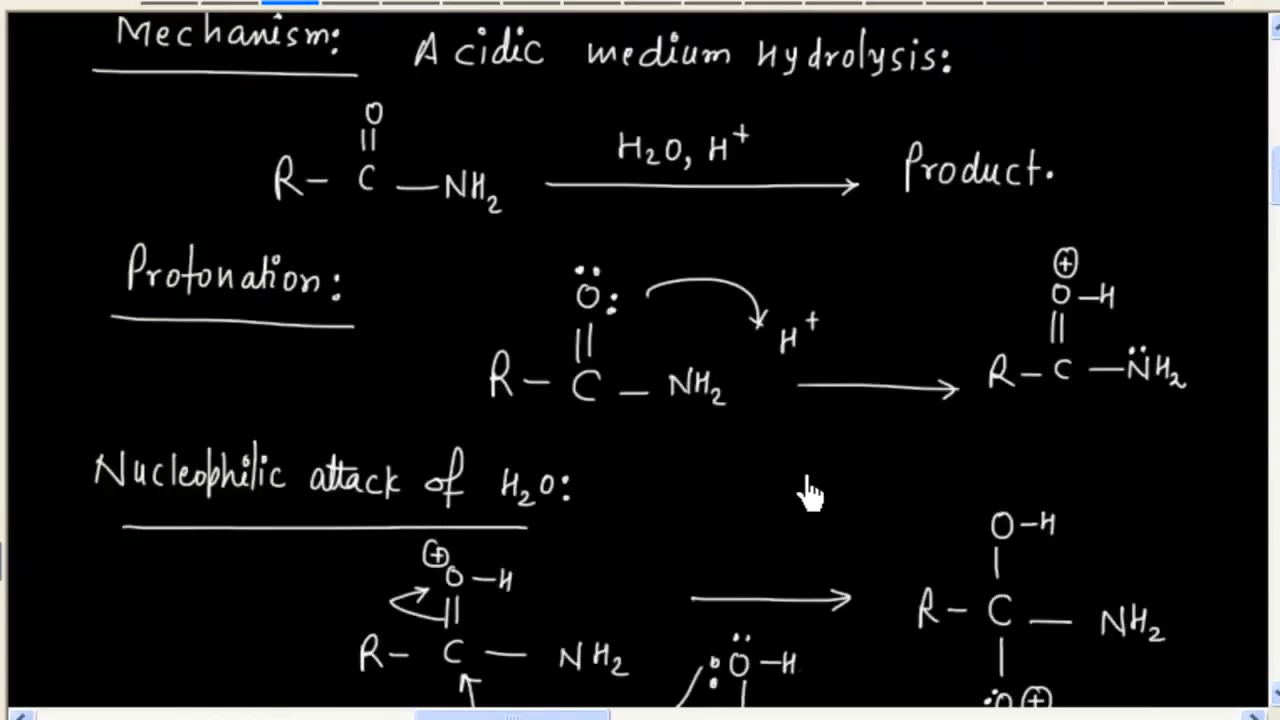 Mechanism: Acidic medium Hydrolysis:
O
||
R – C — NH2
H2O, H+
Product.
Protonation:
O
||
R – C — NH2
H+
⊕
O – H
||
R – C — NH2
Nucleophilic attack of H2O:
⊕
O – H
||
R – C — NH2
O – H
|
O – H
|
R – C — NH2
|
O ⊕